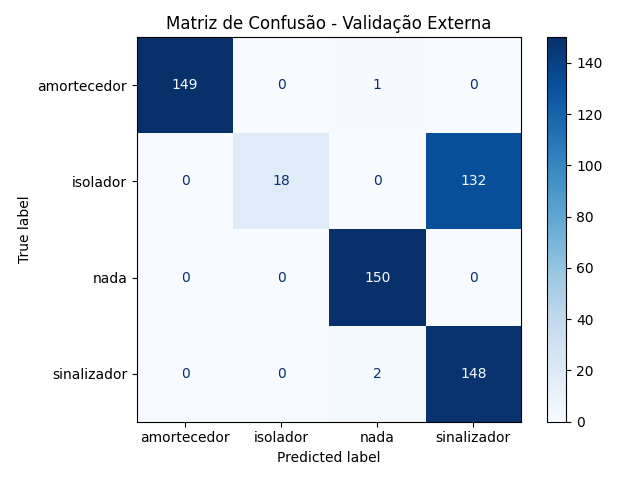 Matriz de Confusão - Validação Externa
amortecedor 149 0 1 0
isolador 0 18 0 132
nada 0 0 150 0
sinalizador 0 0 2 148
amortecedor isolador nada sinalizador
Predicted label
True label
140
120
100
80
60
40
20
0